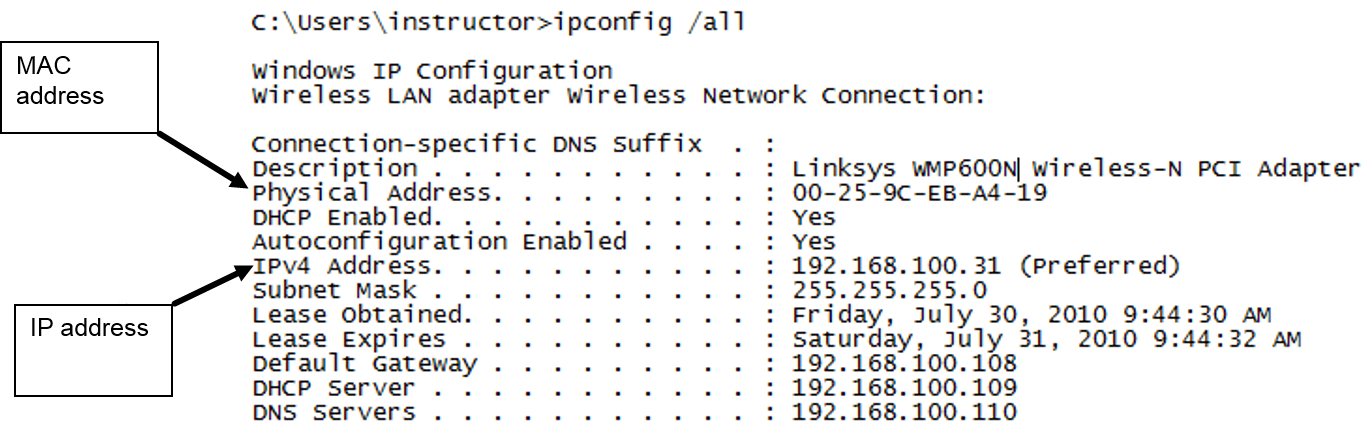 C:\Users\instructor>ipconfig /all
MAC
address
Windows IP Configuration
Wireless LAN adapter Wireless Network Connection:
Connection-specific DNS Suffix  . :
Description . . . . . . . . . . . : Linksys WMP600N Wireless-N PCI Adapter
Physical Address. . . . . . . . . : 00-25-9C-EB-A4-19
DHCP Enabled. . . . . . . . . . . : Yes
Autoconfiguration Enabled . . . . : Yes
IPv4 Address. . . . . . . . . . . : 192.168.100.31 (Preferred)
Subnet Mask . . . . . . . . . . . : 255.255.255.0
IP address
Lease Obtained. . . . . . . . . . : Friday, July 30, 2010 9:44:30 AM
Lease Expires . . . . . . . . . . : Saturday, July 31, 2010 9:44:32 AM
Default Gateway . . . . . . . . . : 192.168.100.108
DHCP Server . . . . . . . . . . . : 192.168.100.109
DNS Servers . . . . . . . . . . . : 192.168.100.110